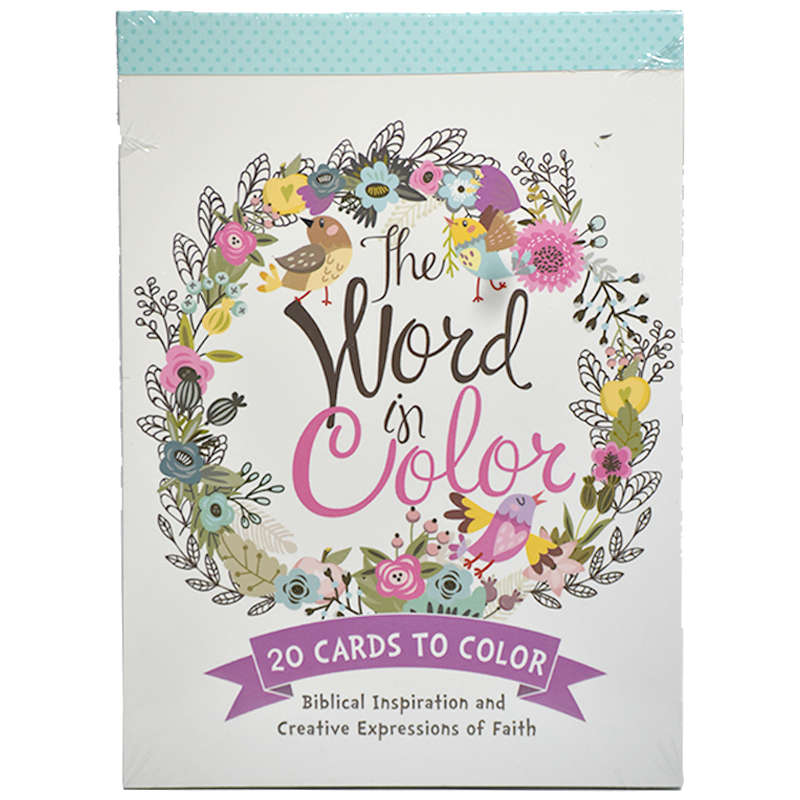 The
Word
in
Color
20 CARDS TO COLOR
Biblical Inspiration and
Creative Expressions of Faith